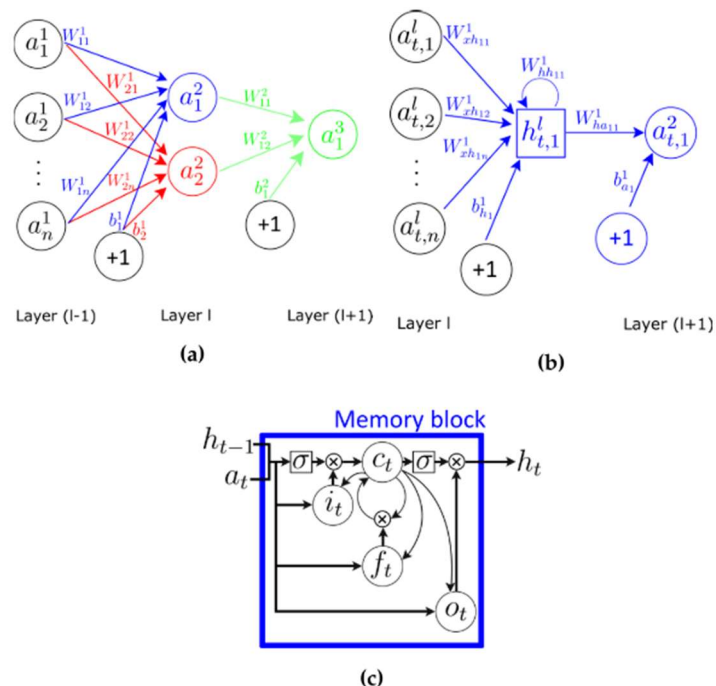 a_1^1
W_{11}^1
W_{21}^1
a_2^1
W_{12}^1
W_{22}^1
⋮
W_{1n}^1
W_{2n}^1
a_n^1
b_1^1
b_2^1
+1
a_1^2
a_2^2
W_{11}^2
W_{12}^2
b_1^2
a_1^3
+1
Layer (l-1)
Layer l
Layer (l+1)
(a)
a_{t,1}^l
W_{xh_{11}}^1
a_{t,2}^l
W_{xh_{12}}^1
⋮
W_{xh_{1n}}^1
a_{t,n}^l
b_{h_1}^1
+1
W_{hh_{11}}^1
h_{t,1}^l
W_{ha_{11}}^1
a_{t,1}^2
b_{a_1}^1
+1
Layer l
Layer (l+1)
(b)
Memory block
h_{t-1}
a_t
σ
×
c_t
σ
×
h_t
i_t
×
f_t
o_t
(c)